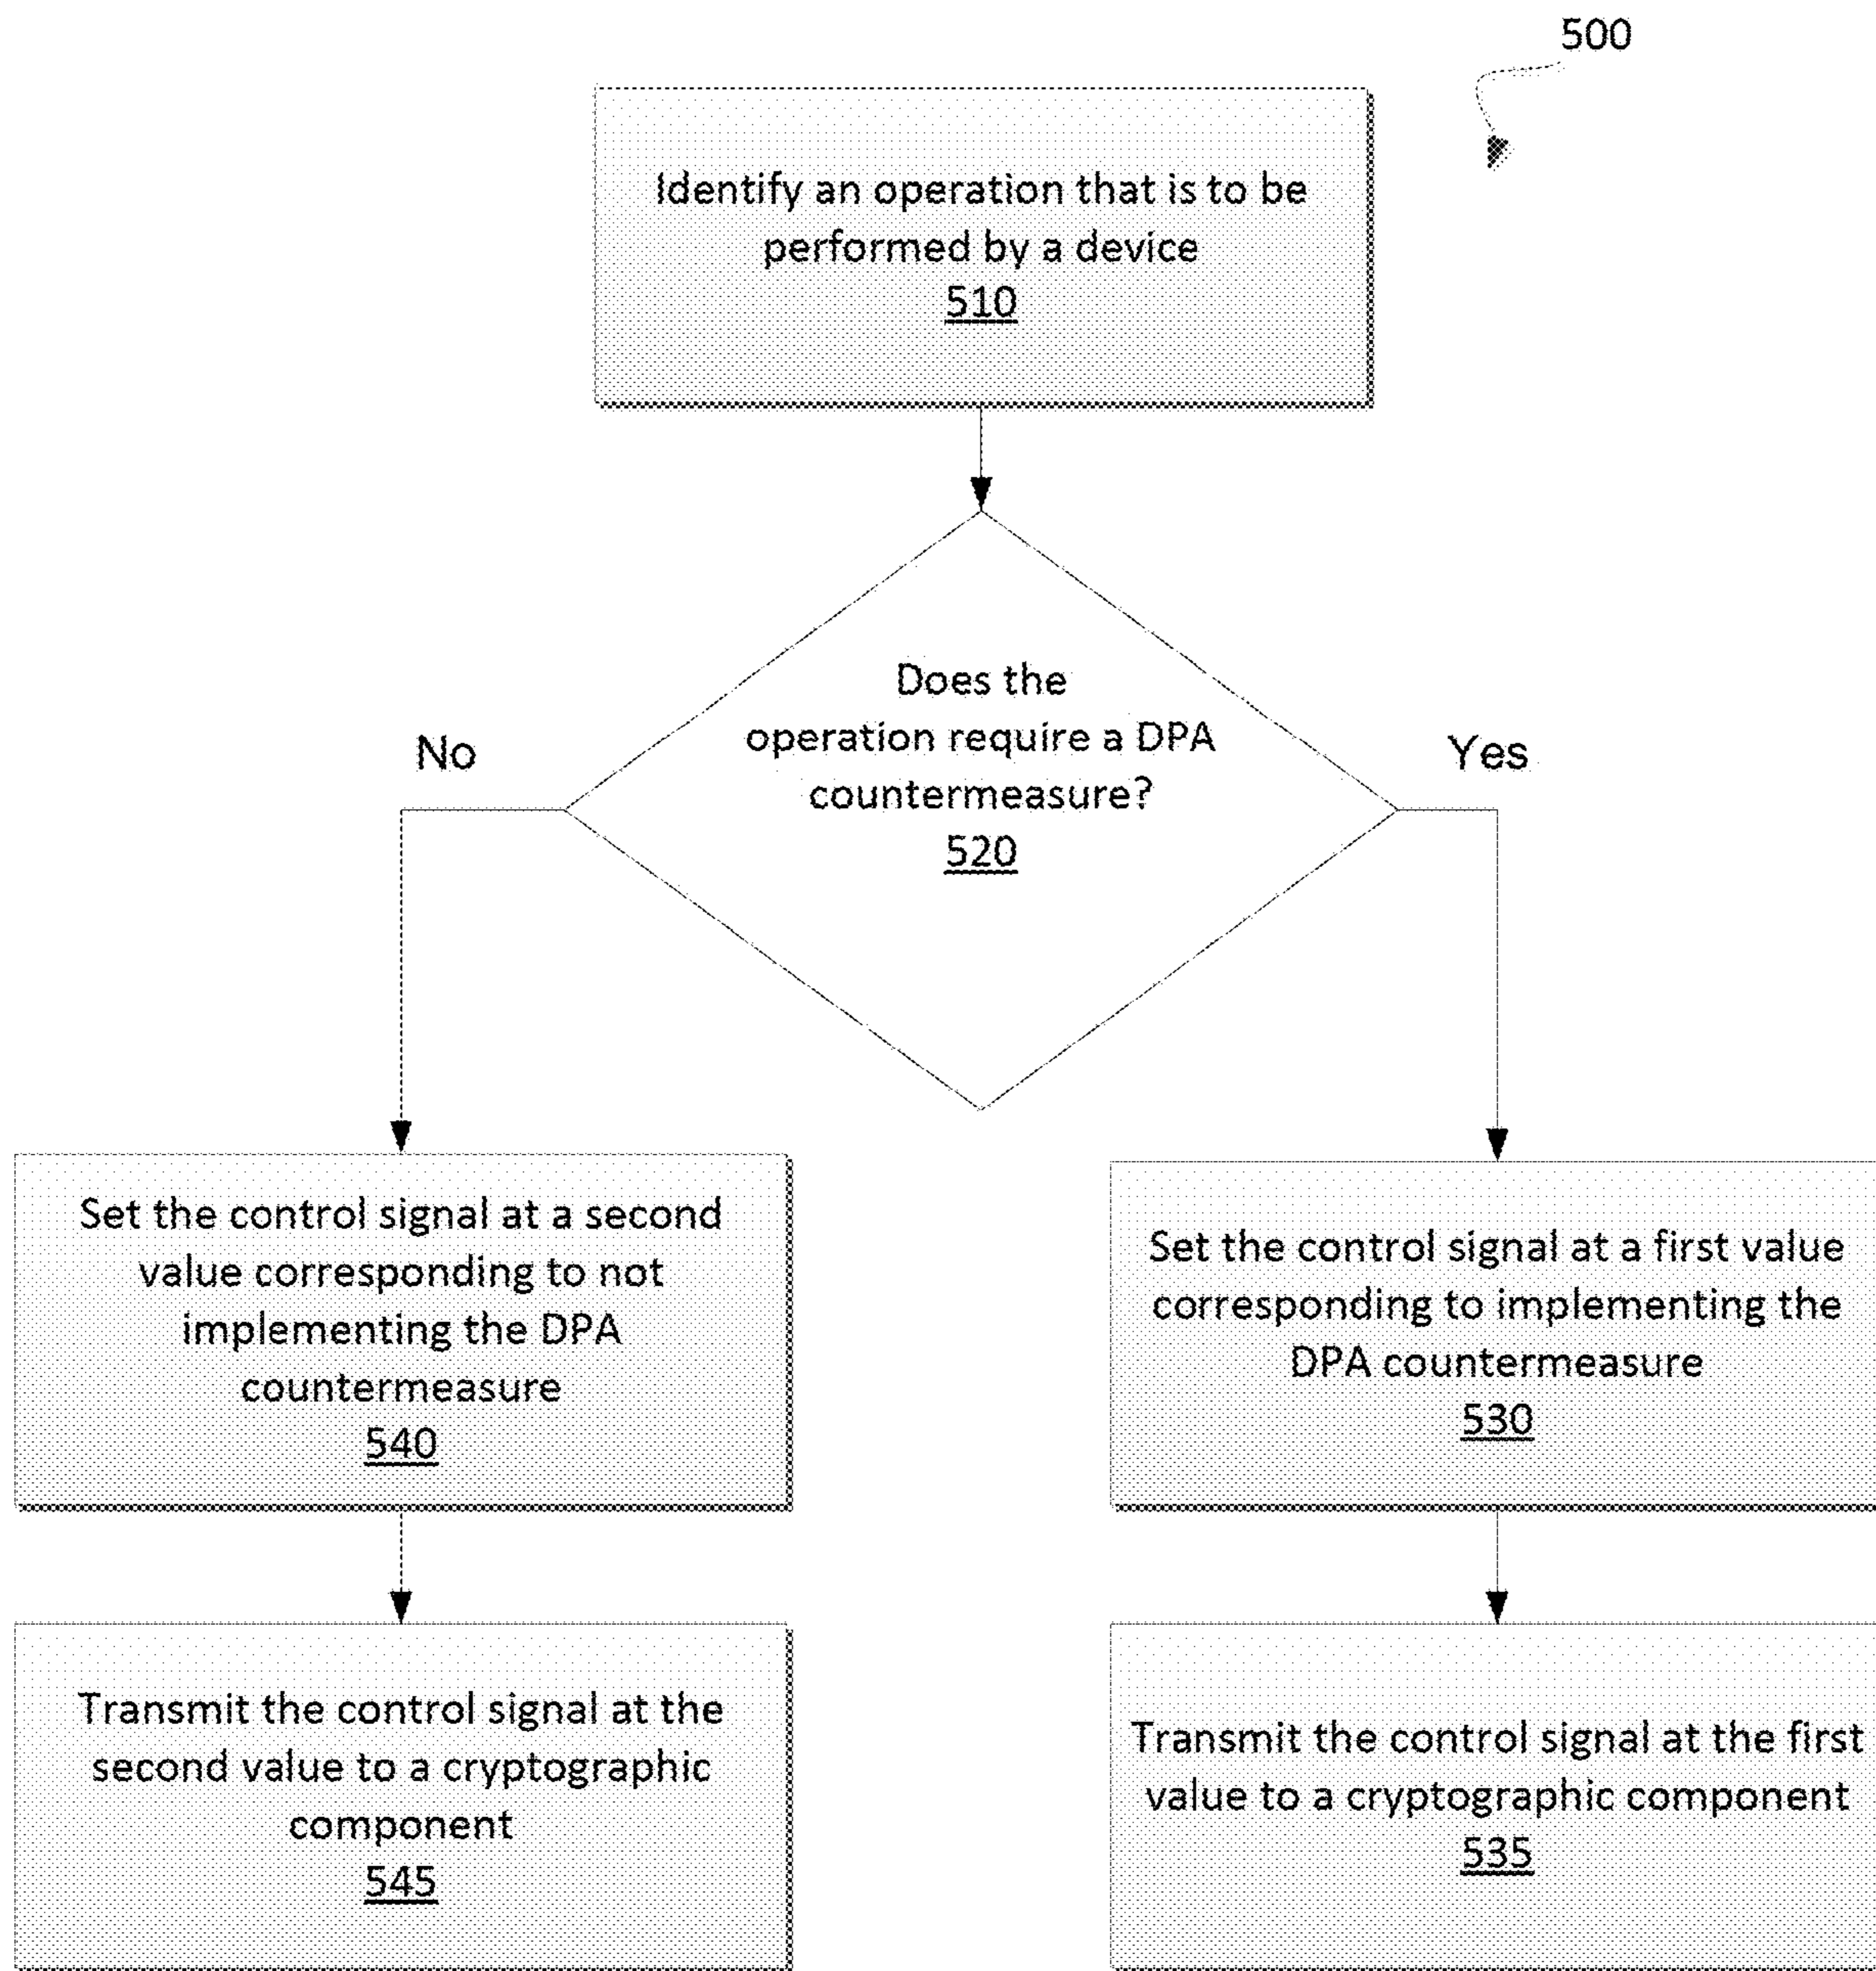 500
Identify an operation that is to be
performed by a device
510
Does the
operation require a DPA
countermeasure?
520
No
Yes
Set the control signal at a second
value corresponding to not
implementing the DPA
countermeasure
540
Set the control signal at a first value
corresponding to implementing the
DPA countermeasure
530
Transmit the control signal at the
second value to a cryptographic
component
545
Transmit the control signal at the first
value to a cryptographic component
535